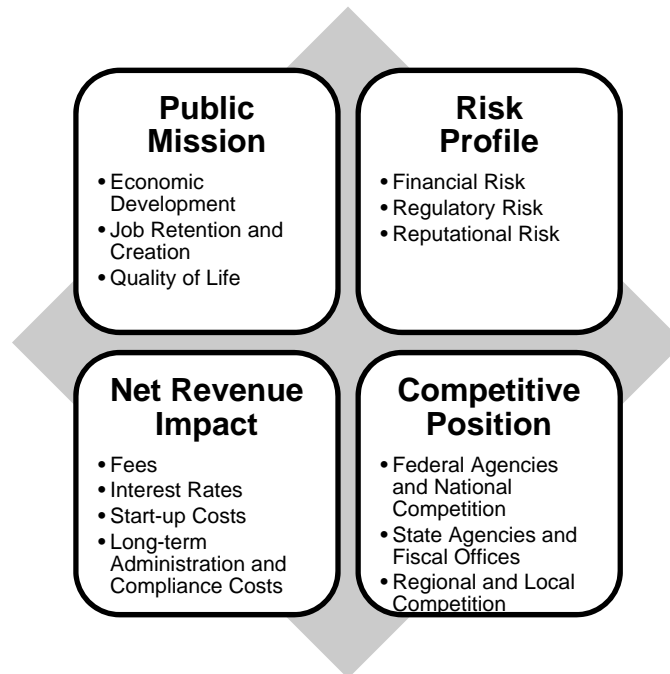 Public
Mission
• Economic
Development
• Job Retention and
Creation
• Quality of Life
Risk
Profile
• Financial Risk
• Regulatory Risk
• Reputational Risk
Net Revenue
Impact
• Fees
• Interest Rates
• Start-up Costs
• Long-term
Administration and
Compliance Costs
Competitive
Position
• Federal Agencies
and National
Competition
• State Agencies and
Fiscal Offices
• Regional and Local
Competition